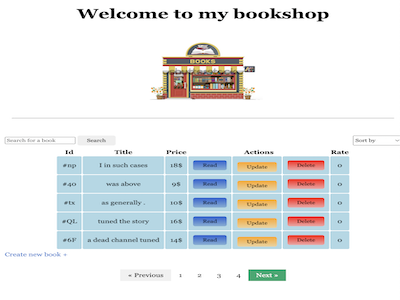 Welcome to my bookshop
BOOKS
Search for a book Search Sort by
Id Title Price Actions Rate
#np I in such cases 18$ Read Update Delete 0
#40 was above 9$ Read Update Delete 0
#tx as generally . 10$ Read Update Delete 0
#QL tuned the story 16$ Read Update Delete 0
#6F a dead channel tuned 14$ Read Update Delete 0
Create new book +
« Previous 1 2 3 4 Next »